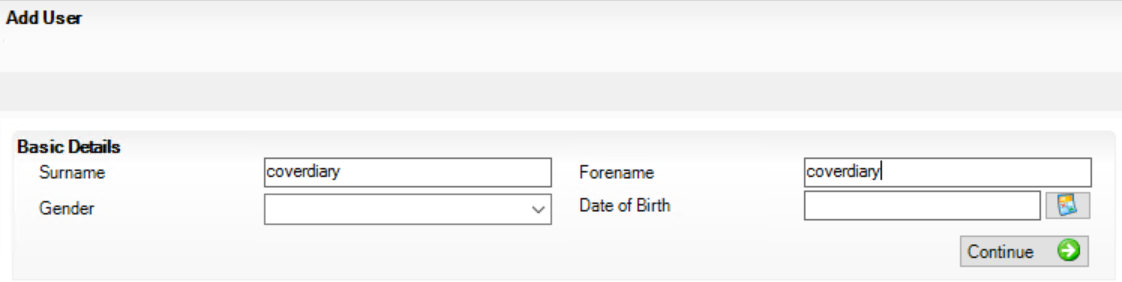 Add User
Basic Details
Surname coverdiary Forename coverdiary
Gender Date of Birth
Continue